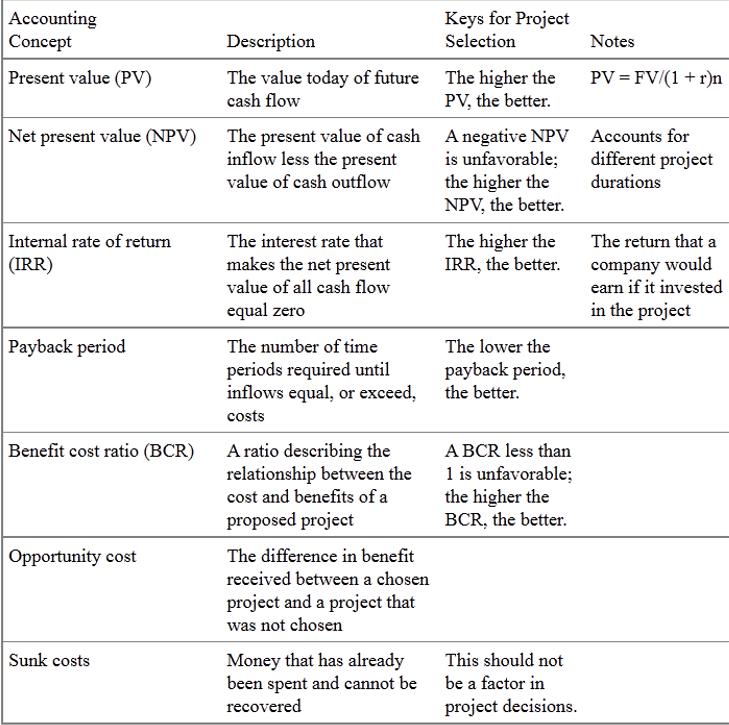 Accounting
Concept
Description
Keys for Project
Selection
Notes
Present value (PV)
The value today of future
cash flow
The higher the
PV, the better.
PV = FV/(1 + r)n
Net present value (NPV)
The present value of cash
inflow less the present
value of cash outflow
A negative NPV
is unfavorable;
the higher the
NPV, the better.
Accounts for
different project
durations
Internal rate of return
(IRR)
The interest rate that
makes the net present
value of all cash flow
equal zero
The higher the
IRR, the better.
The return that a
company would
earn if it invested
in the project
Payback period
The number of time
periods required until
inflows equal, or exceed,
costs
The lower the
payback period,
the better.
Benefit cost ratio (BCR)
A ratio describing the
relationship between the
cost and benefits of a
proposed project
A BCR less than
1 is unfavorable;
the higher the
BCR, the better.
Opportunity cost
The difference in benefit
received between a chosen
project and a project that
was not chosen
Sunk costs
Money that has already
been spent and cannot be
recovered
This should not
be a factor in
project decisions.